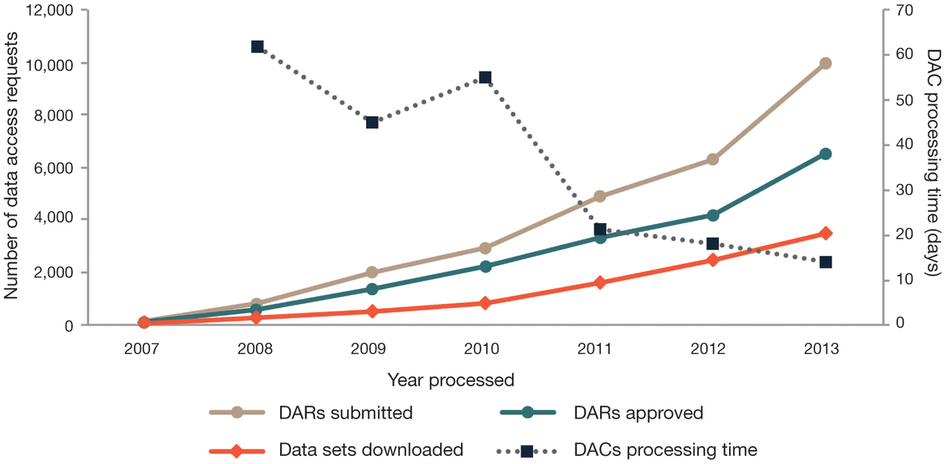 Number of data access requests
12,000
10,000
8,000
6,000
4,000
2,000
0
70
60
50
40
30
20
10
0
DAC processing time (days)
2007 2008 2009 2010 2011 2012 2013
Year processed
DARs submitted DARs approved
Data sets downloaded DACs processing time